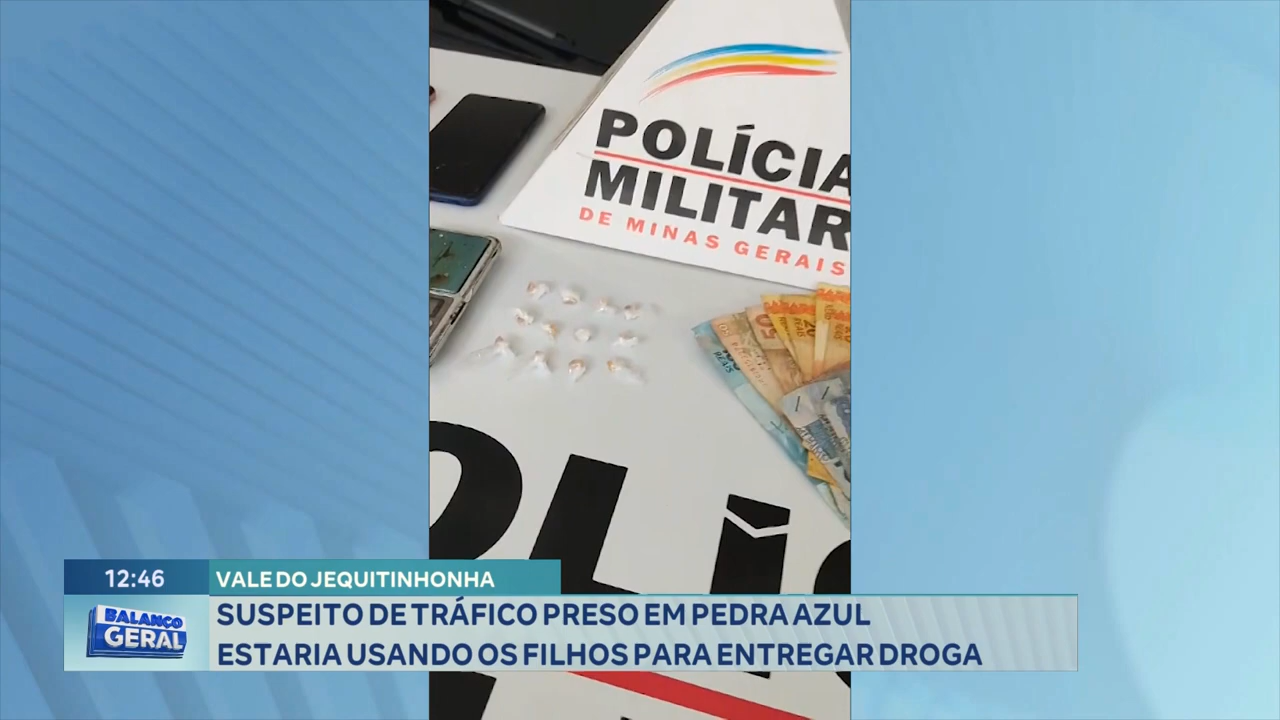 POLÍCIA
MILITAR
DE MINAS GERAIS
12:46
VALE DO JEQUITINHONHA
BALANÇO
GERAL
SUSPEITO DE TRÁFICO PRESO EM PEDRA AZUL
ESTARIA USANDO OS FILHOS PARA ENTREGAR DROGA